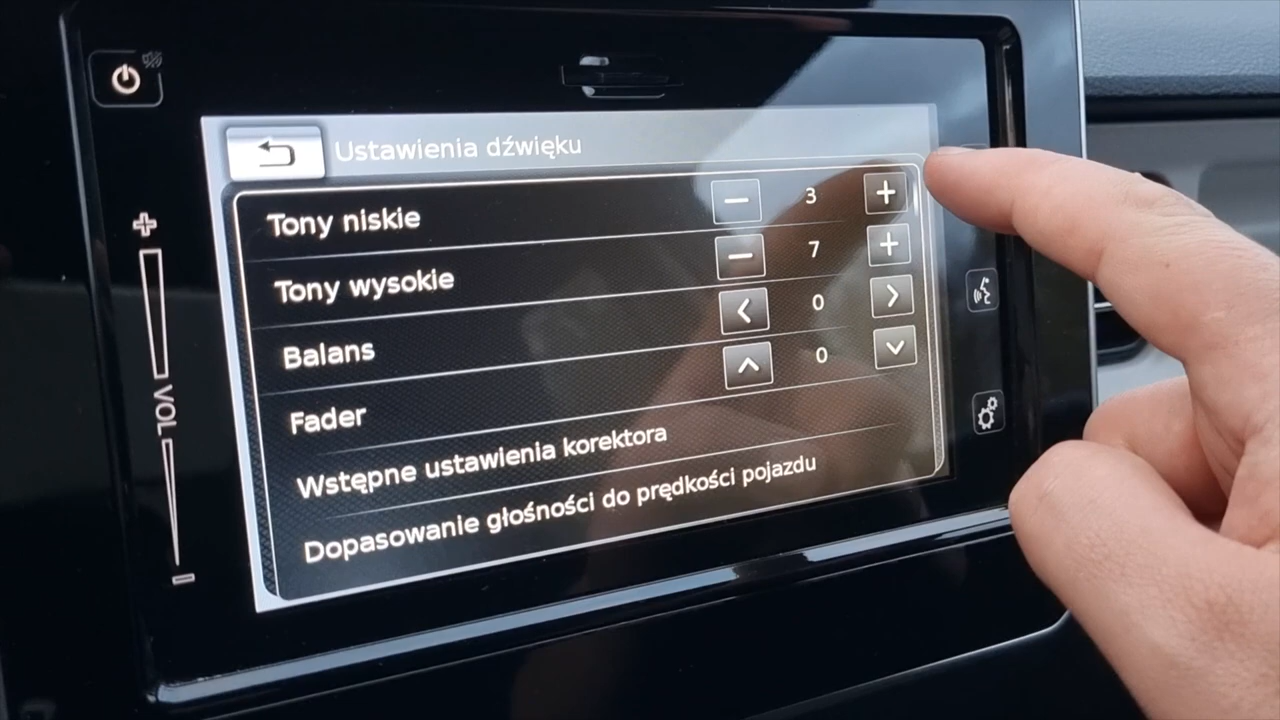 Ustawienia dźwięku
Tony niskie 3
Tony wysokie 7
Balans 0
Fader 0
Wstępne ustawienia korektora
Dopasowanie głośności do prędkości pojazdu
VOL